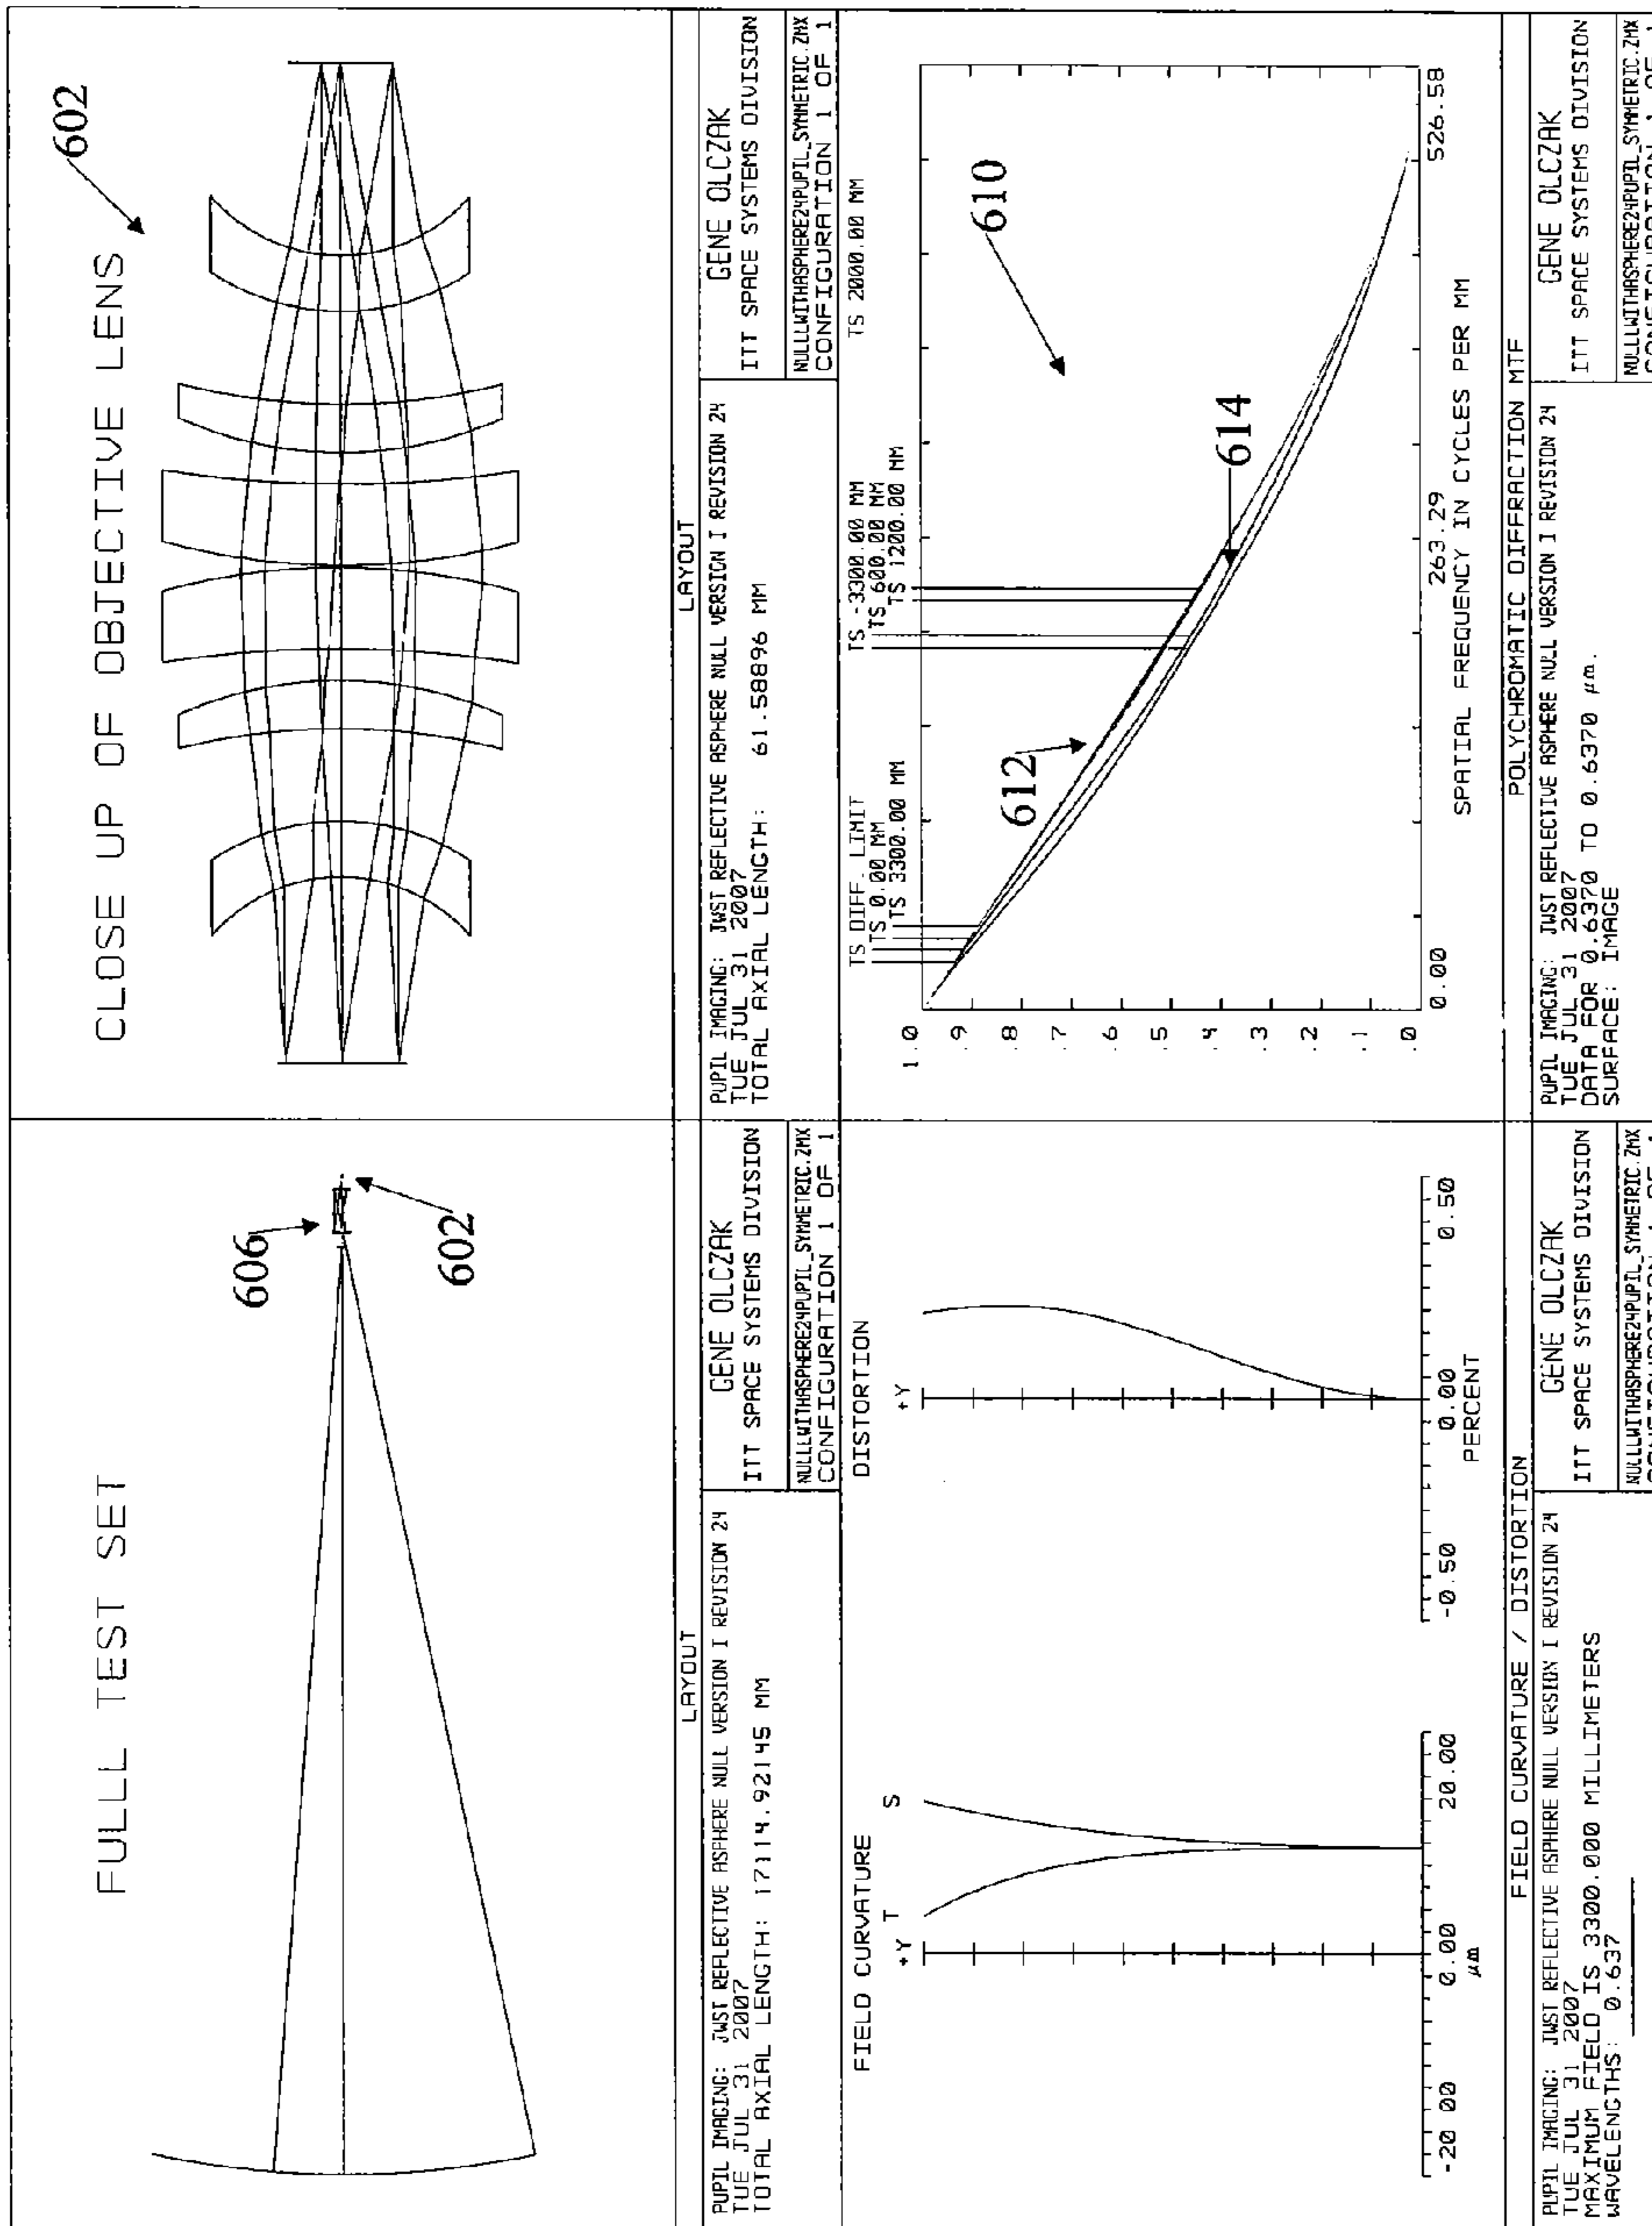 FULLL TEST SET
606
602
LAYOUT
PUPIL IMAGING: JWST REFLECTIVE ASPHERE NULL VERSION I REVISION 24
TUE JUL 31 2007
TOTAL AXIAL LENGTH: 17114.92145 MM
GENE OLCZAK
ITT SPACE SYSTEMS DIVISION
NULLLWITHASPHERE24PUPIL_SYMMETRIC.ZMX
CONFIGURATION 1 OF 1
CLOSE UP OF OBJECTIVE LENS
602
LAYOUT
PUPIL IMAGING: JWST REFLECTIVE ASPHERE NULL VERSION I REVISION 24
TUE JUL 31 2007
TOTAL AXIAL LENGTH: 61.58896 MM
GENE OLCZAK
ITT SPACE SYSTEMS DIVISION
NULLLWITHASPHERE24PUPIL_SYMMETRIC.ZMX
CONFIGURATION 1 OF 1
FIELD CURVATURE
+Y
T
S
-20.00
0.00
20.00
µm
DISTORTION
+Y
-0.50
0.00
0.50
PERCENT
FIELD CURVATURE / DISTORTION
PUPIL IMAGING: JWST REFLECTIVE ASPHERE NULL VERSION I REVISION 24
TUE JUL 31 2007
MAXIMUM FIELD IS 3300.000 MILLIMETERS
WAVELENGTHS: 0.637
GENE OLCZAK
ITT SPACE SYSTEMS DIVISION
NULLLWITHASPHERE24PUPIL_SYMMETRIC.ZMX
TS DIFF. LIMIT
TS 0.00 MM
TS 3300.00 MM
TS -3300.00 MM
TS 600.00 MM
TS 1200.00 MM
TS 2000.00 MM
610
612
614
1.0
.9
.8
.7
.6
.5
.4
.3
.2
.1
.0
0.00
263.29
526.58
SPATIAL FREQUENCY IN CYCLES PER MM
POLYCHROMATIC DIFFRACTION MTF
PUPIL IMAGING: JWST REFLECTIVE ASPHERE NULL VERSION I REVISION 24
TUE JUL 31 2007
DATA FOR 0.6370 TO 0.6370 µm.
SURFACE: IMAGE
GENE OLCZAK
ITT SPACE SYSTEMS DIVISION
NULLLWITHASPHERE24PUPIL_SYMMETRIC.ZMX